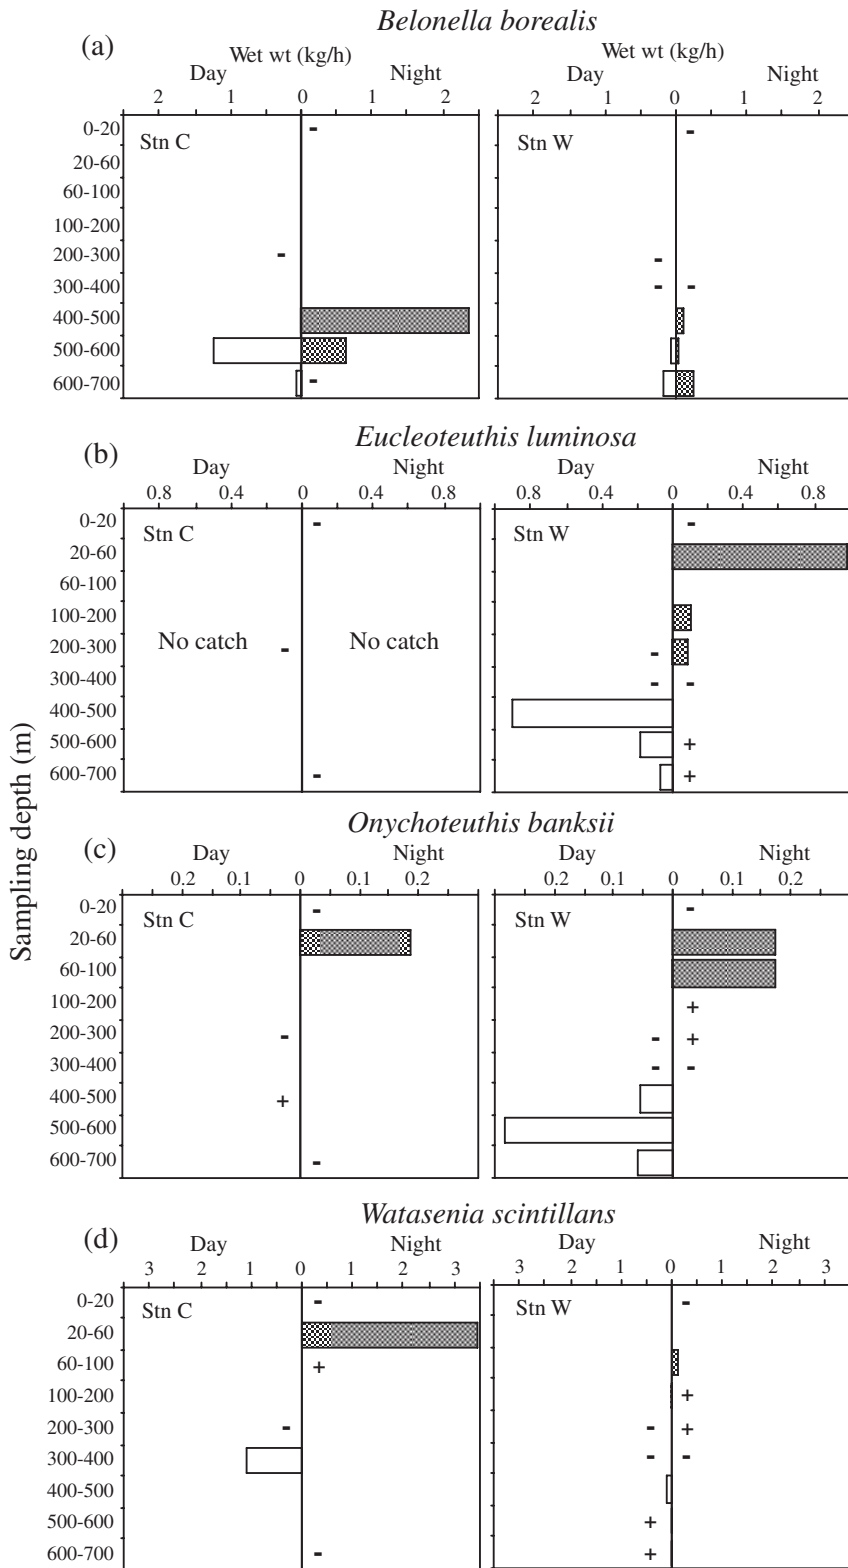 Belonella borealis
(a)
Wet wt (kg/h) Wet wt (kg/h)
Day Night Day Night
2 1 0 1 2 2 1 0 1 2
Stn C Stn W
0-20 - -
20-60
60-100
100-200
200-300 - -
300-400 - -
400-500
500-600
600-700 -
Eucleoteuthis luminosa
(b)
Day Night Day Night
0.8 0.4 0 0.4 0.8 0.8 0.4 0 0.4 0.8
Stn C Stn W
0-20 - -
20-60
60-100
100-200
No catch No catch
200-300 - -
300-400 - -
400-500
500-600 +
600-700 - +
Sampling depth (m)
Onychoteuthis banksii
(c)
Day Night Day Night
0.2 0.1 0 0.1 0.2 0.2 0.1 0 0.1 0.2
Stn C Stn W
0-20 - -
20-60
60-100
100-200 +
200-300 - - +
300-400 - -
400-500 +
500-600
600-700 -
Watasenia scintillans
(d)
Day Night Day Night
3 2 1 0 1 2 3 3 2 1 0 1 2 3
Stn C Stn W
0-20 - -
20-60
60-100 +
100-200 +
200-300 - - +
300-400 - -
400-500
500-600 +
600-700 - +